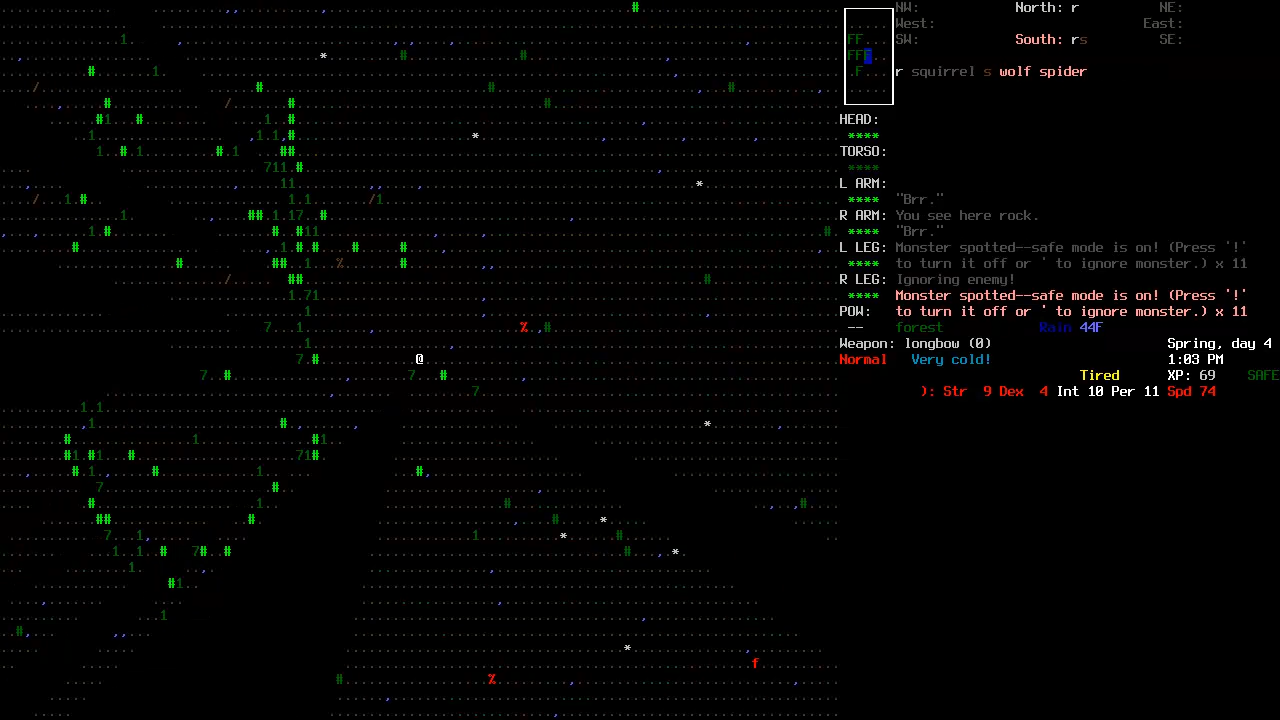 NW: North: r NE:
West: East:
SW: South: rs SE:
r squirrel s wolf spider
HEAD:
****
TORSO:
****
L ARM:
**** "Brr."
R ARM: You see here rock.
**** "Brr."
L LEG: Monster spotted--safe mode is on! (Press '!'
**** to turn it off or ' to ignore monster.) x 11
R LEG: Ignoring enemy!
**** Monster spotted--safe mode is on! (Press '!'
POW: to turn it off or ' to ignore monster.) x 11
-- forest Rain 44F
Weapon: longbow (0) Spring, day 4
Normal Very cold! 1:03 PM
Tired XP: 69 SAFE
): Str 9 Dex 4 Int 10 Per 11 Spd 74